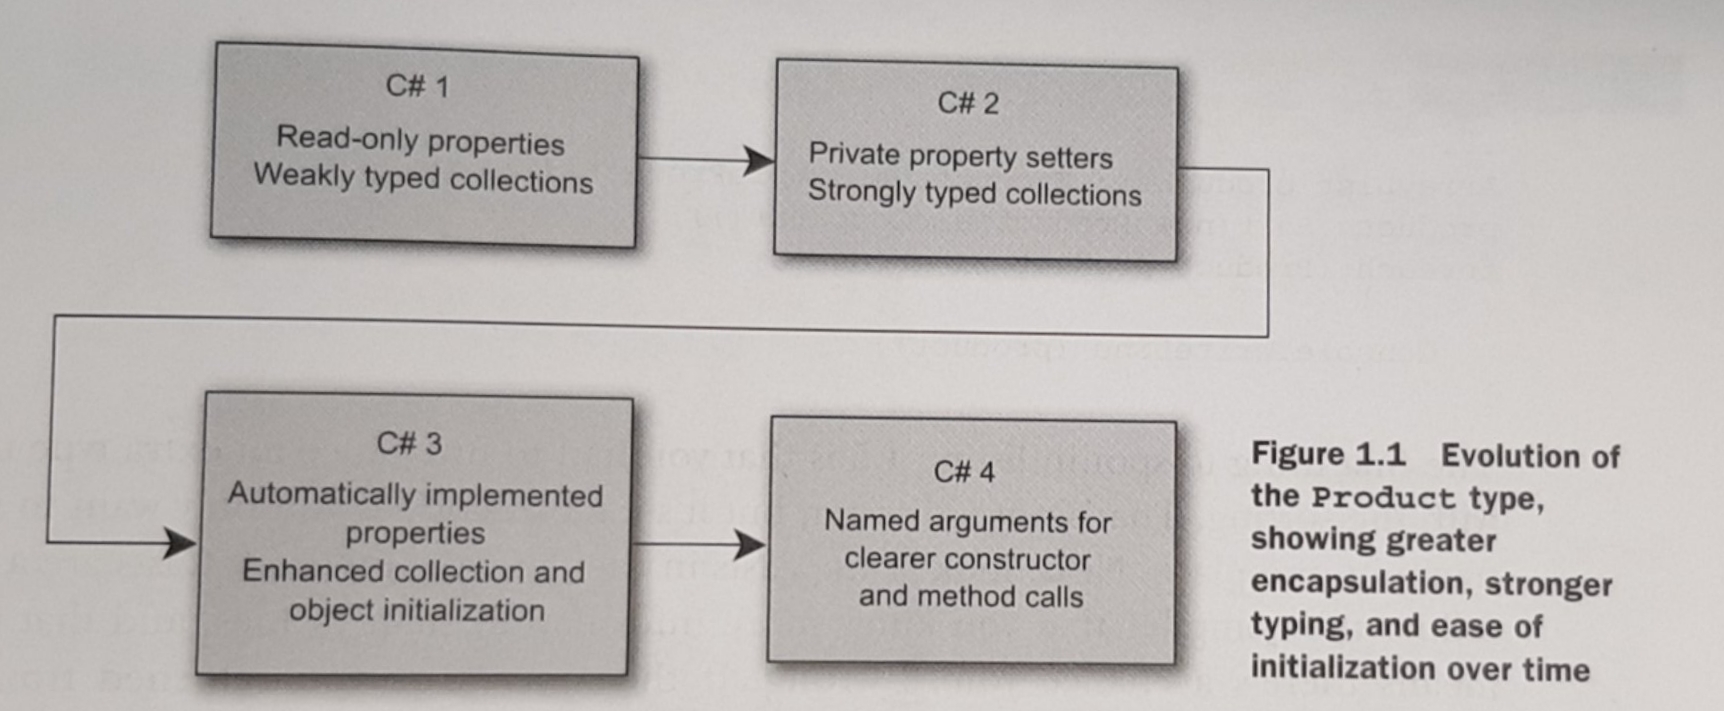 C# 1
Read-only properties
Weakly typed collections
C# 2
Private property setters
Strongly typed collections
C# 3
Automatically implemented
properties
Enhanced collection and
object initialization
C# 4
Named arguments for
clearer constructor
and method calls
Figure 1.1 Evolution of
the Product type,
showing greater
encapsulation, stronger
typing, and ease of
initialization over time